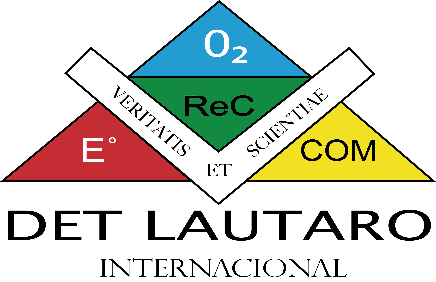 O₂
ReC
E° COM
VERITATIS ET SCIENTIAE
DET LAUTARO
INTERNACIONAL